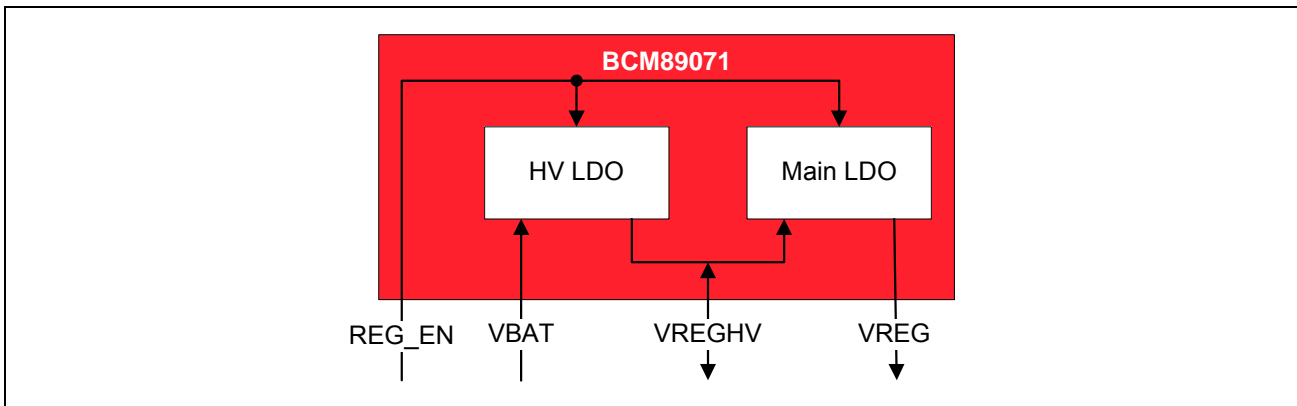 BCM89071
HV LDO
Main LDO
REG_EN
VBAT
VREGHV
VREG